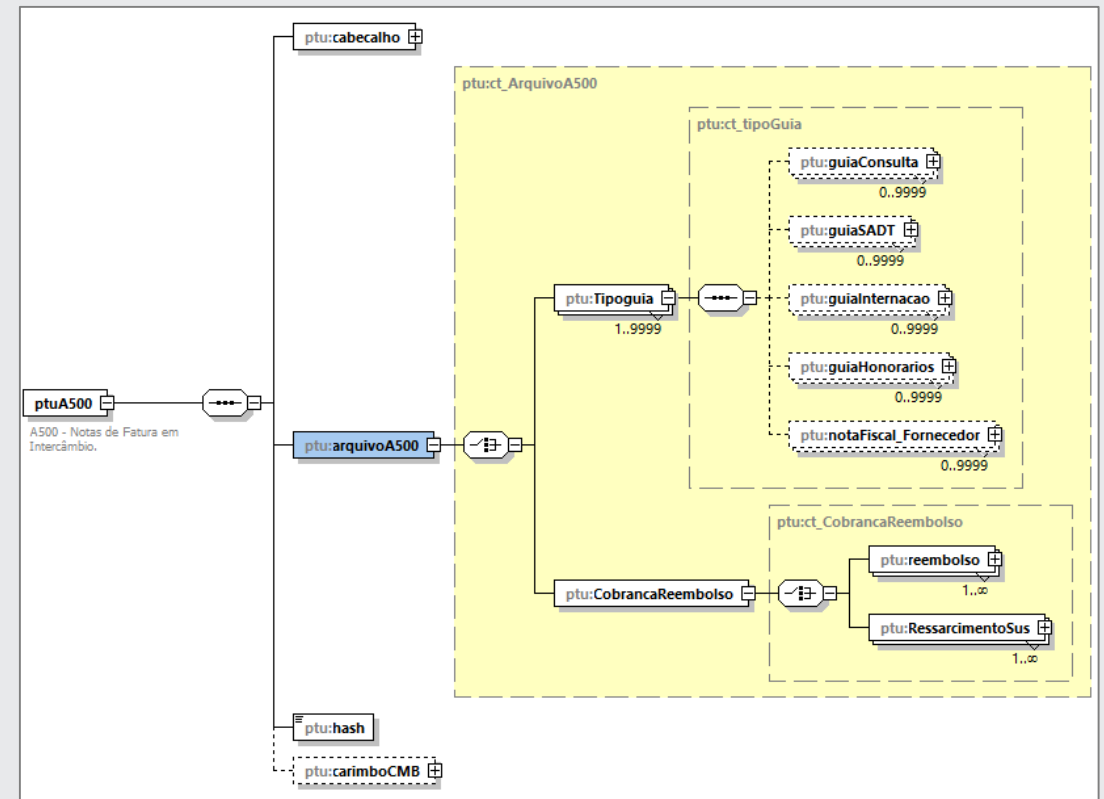 ptu:cabecalho
ptu:ct_ArquivoA500
ptu:ct_tipoGuia
ptu:guiaConsulta
0..9999
ptu:guiaSADT
0..9999
ptu:Tipoguia
1..9999
ptu:guiaInternacao
0..9999
ptu:guiaHonorarios
0..9999
ptuA500
A500 - Notas de Fatura em
Intercâmbio.
ptu:arquivoA500
ptu:notaFiscal_Fornecedor
0..9999
ptu:ct_CobrancaReembolso
ptu:reembolso
1..∞
ptu:CobrancaReembolso
ptu:RessarcimentoSus
1..∞
ptu:hash
ptu:carimboCMB